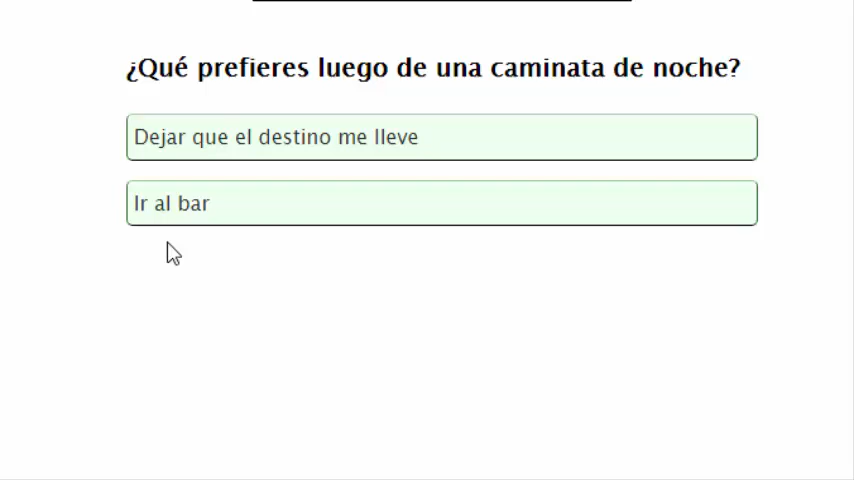 ¿Qué prefieres luego de una caminata de noche?
Dejar que el destino me lleve
Ir al bar